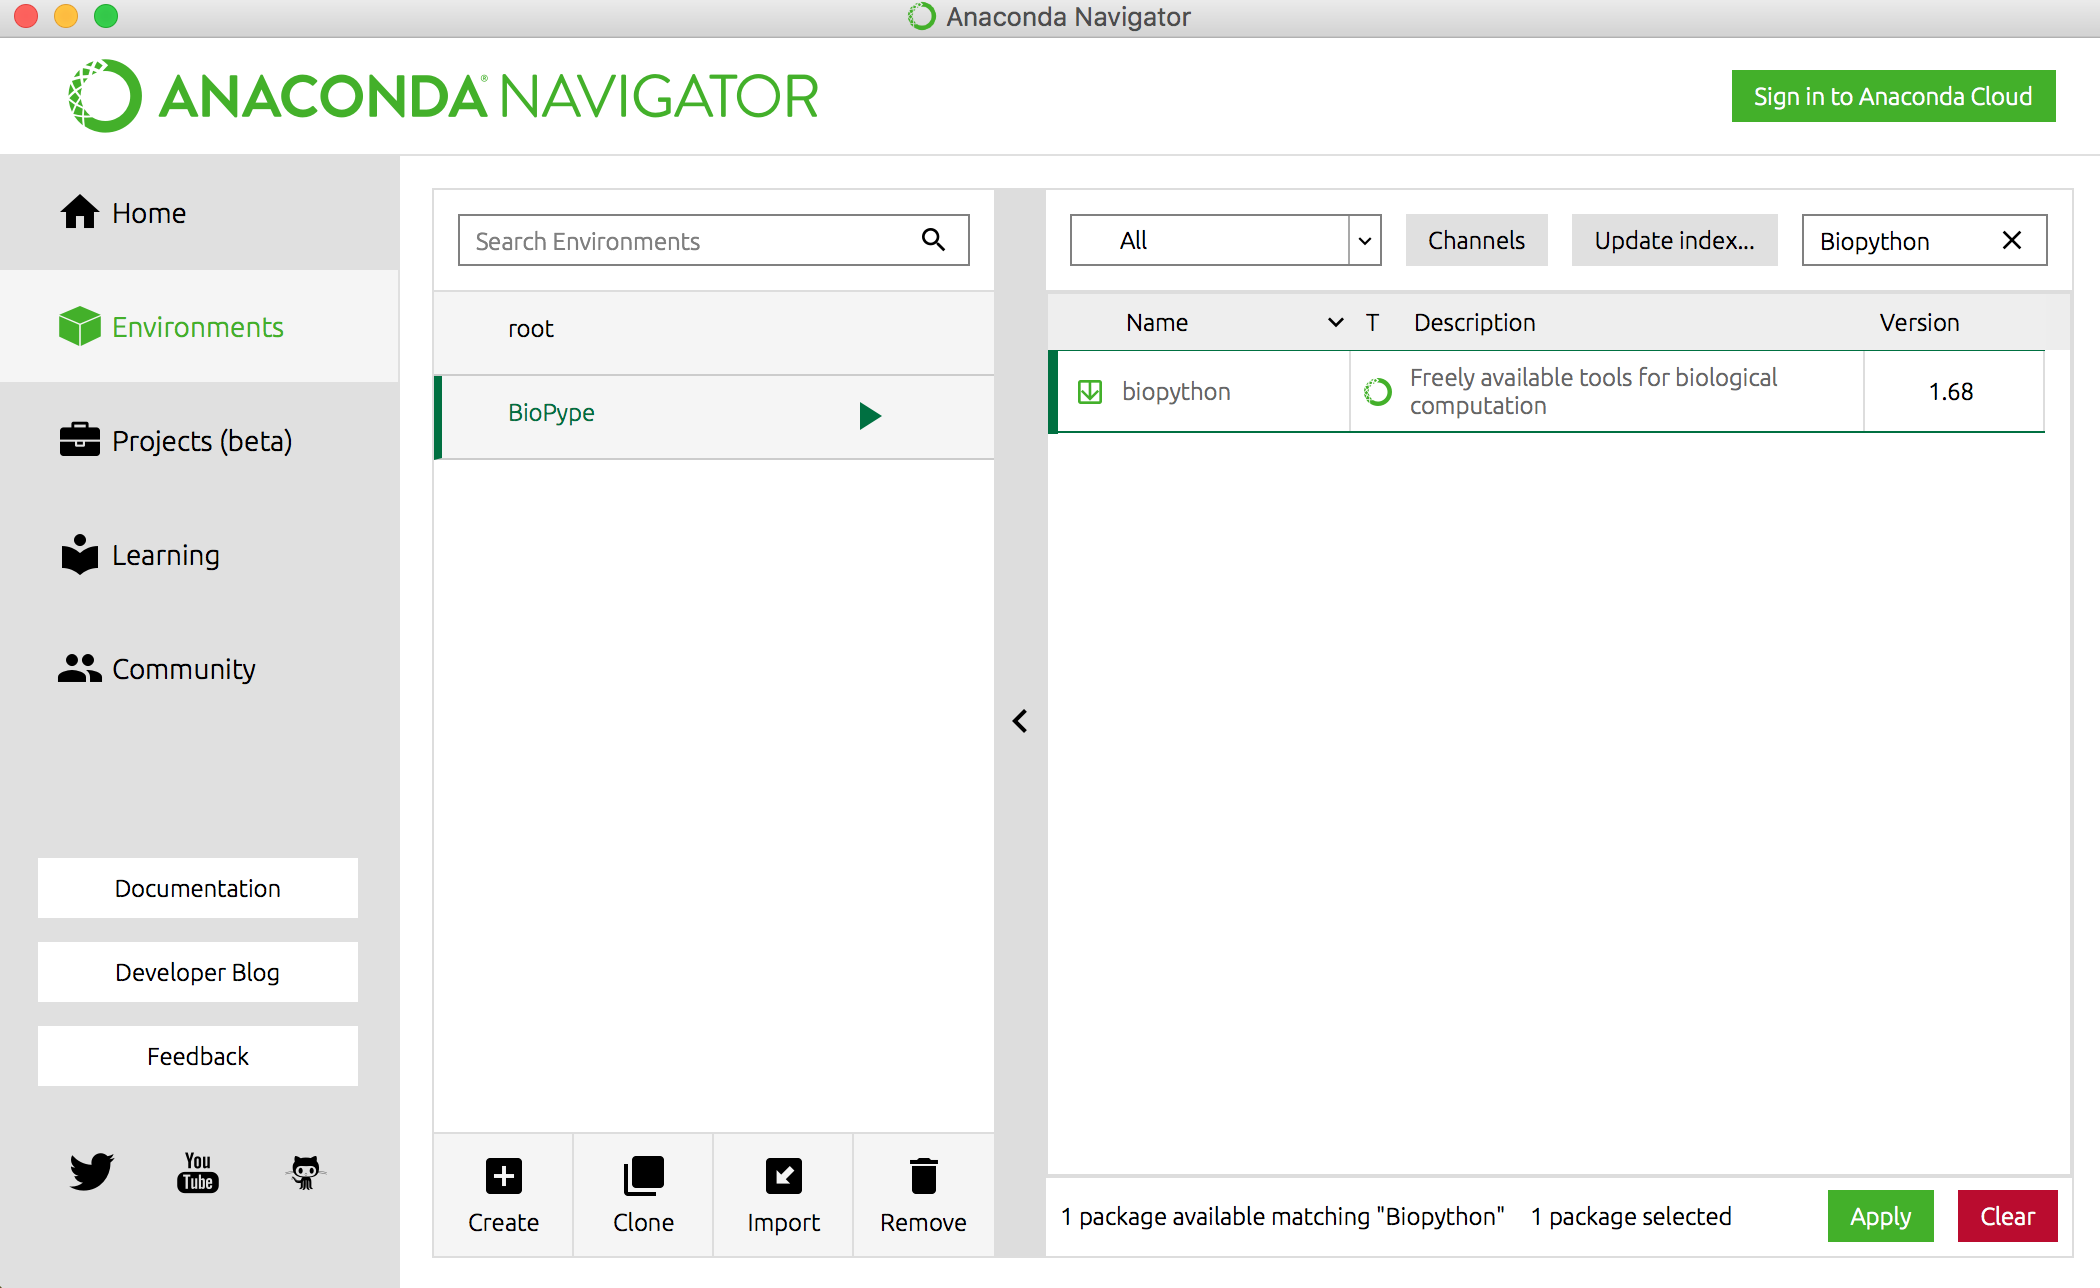 Anaconda Navigator
ANACONDA® NAVIGATOR
Sign in to Anaconda Cloud
Home
Environments
Projects (beta)
Learning
Community
Documentation
Developer Blog
Feedback
You
Tube
Search Environments
root
BioPype
Create
Clone
Import
Remove
All
Channels
Update index...
Biopython
Name
T
Description
Version
biopython
Freely available tools for biological
computation
1.68
1 package available matching "Biopython"
1 package selected
Apply
Clear